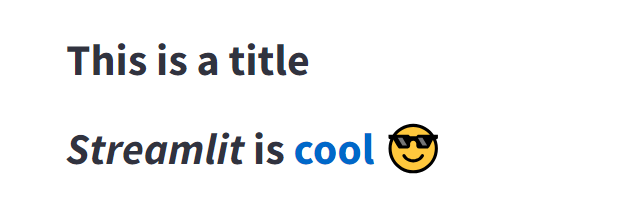 This is a title
Streamlit is cool 😎